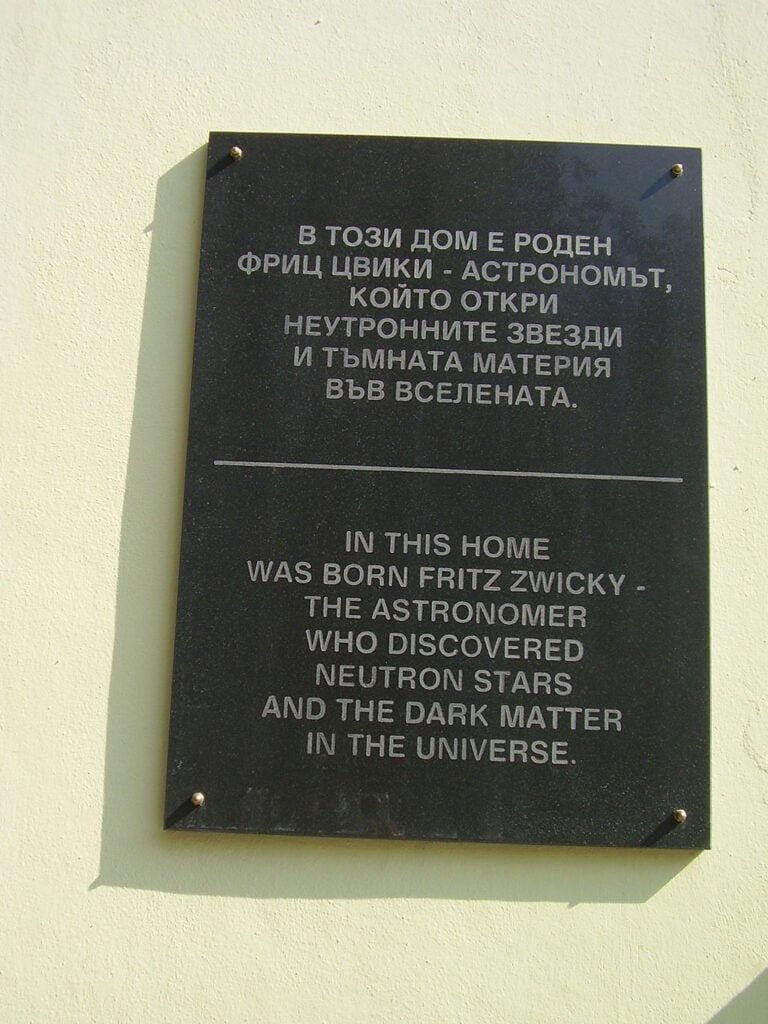 В ТОЗИ ДОМ Е РОДЕН
ФРИЦ ЦВИКИ - АСТРОНОМЪТ,
КОЙТО ОТКРИ
НЕУТРОННИТЕ ЗВЕЗДИ
И ТЪМНАТА МАТЕРИЯ
ВЪВ ВСЕЛЕНАТА.
IN THIS HOME
WAS BORN FRITZ ZWICKY -
THE ASTRONOMER
WHO DISCOVERED
NEUTRON STARS
AND THE DARK MATTER
IN THE UNIVERSE.